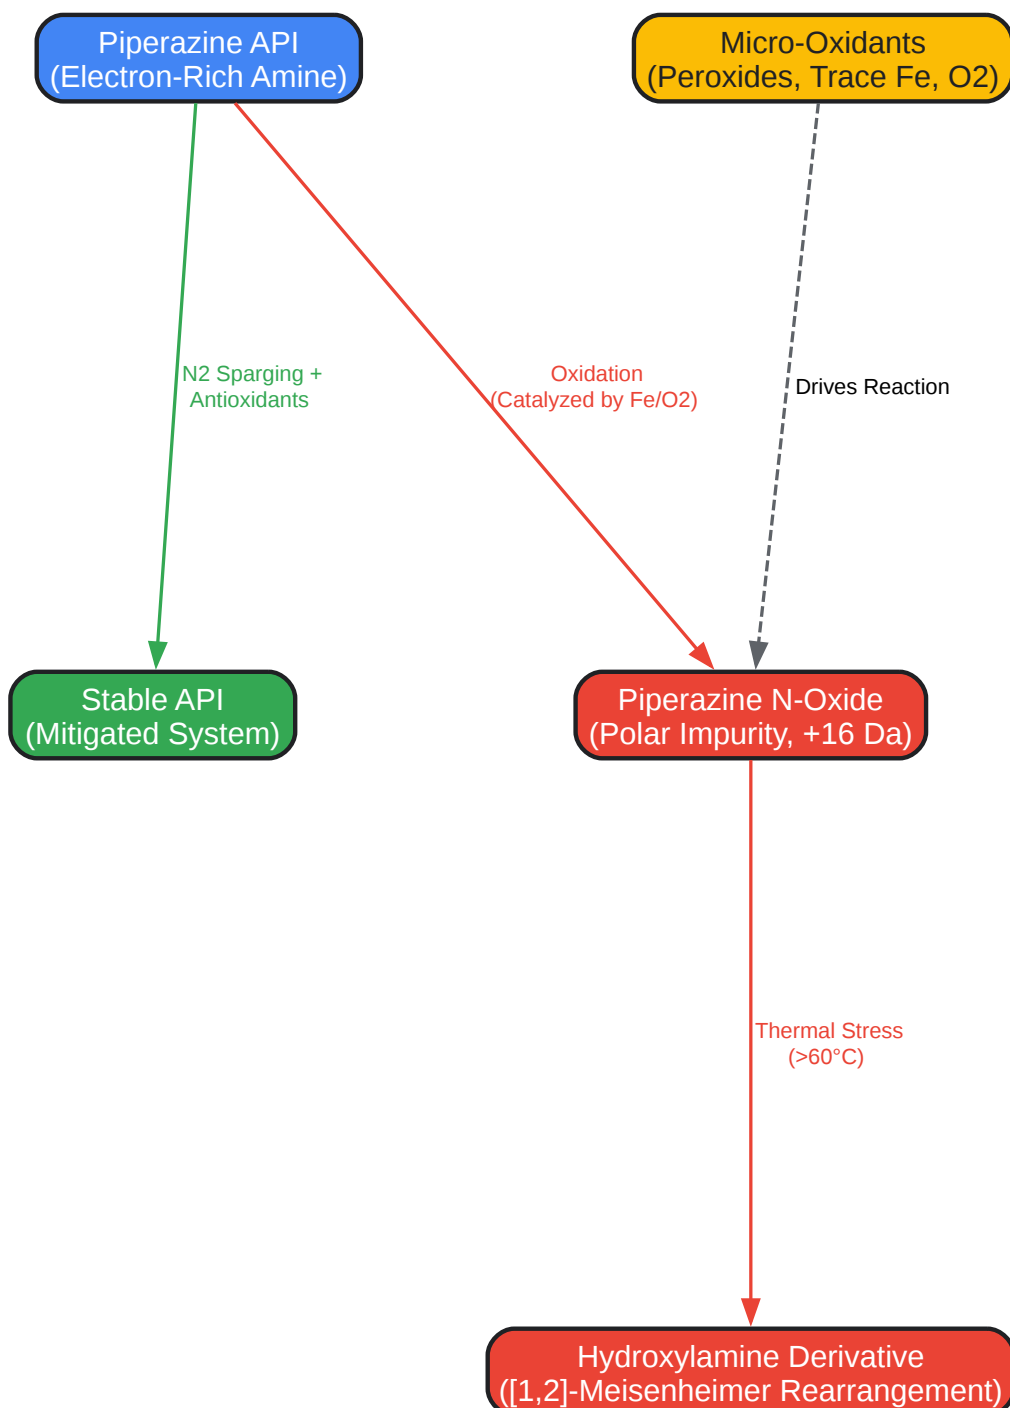 Piperazine API
(Electron-Rich Amine)
Micro-Oxidants
(Peroxides, Trace Fe, O2)
N2 Sparging +
Antioxidants
Oxidation
(Catalyzed by Fe/O2)
Drives Reaction
Stable API
(Mitigated System)
Piperazine N-Oxide
(Polar Impurity, +16 Da)
Thermal Stress
(>60°C)
Hydroxylamine Derivative
([1,2]-Meisenheimer Rearrangement)